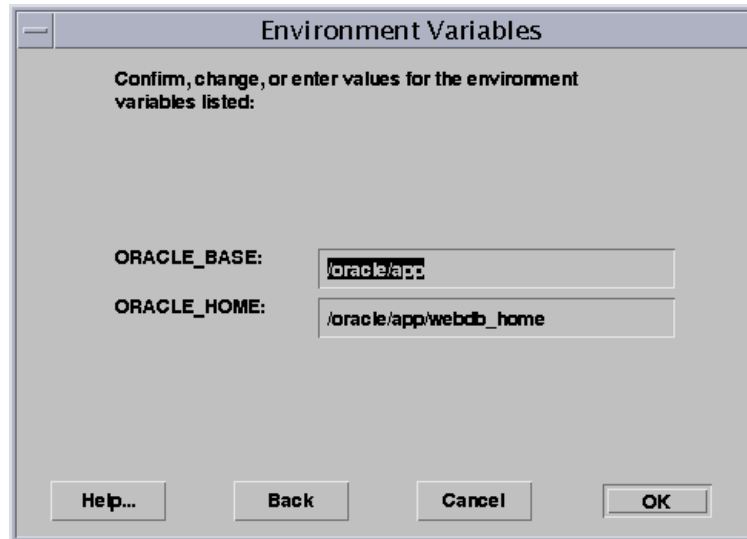 Environment Variables
Confirm, change, or enter values for the environment
variables listed:
ORACLE_BASE: /oracle/app
ORACLE_HOME: /oracle/app/webdb_home
Help... Back Cancel OK